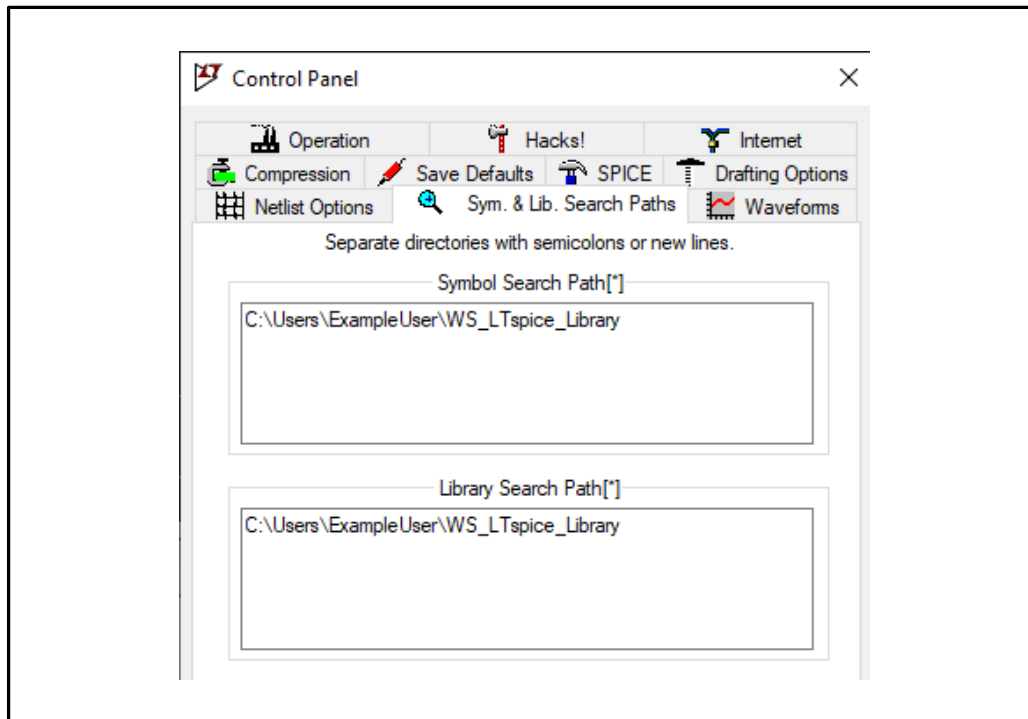 Control Panel
Operation Hacks! Internet
Compression Save Defaults SPICE Drafting Options
Netlist Options Sym. & Lib. Search Paths Waveforms
Separate directories with semicolons or new lines.
Symbol Search Path[*]
C:\Users\ExampleUser\WS_LTspice_Library
Library Search Path[*]
C:\Users\ExampleUser\WS_LTspice_Library